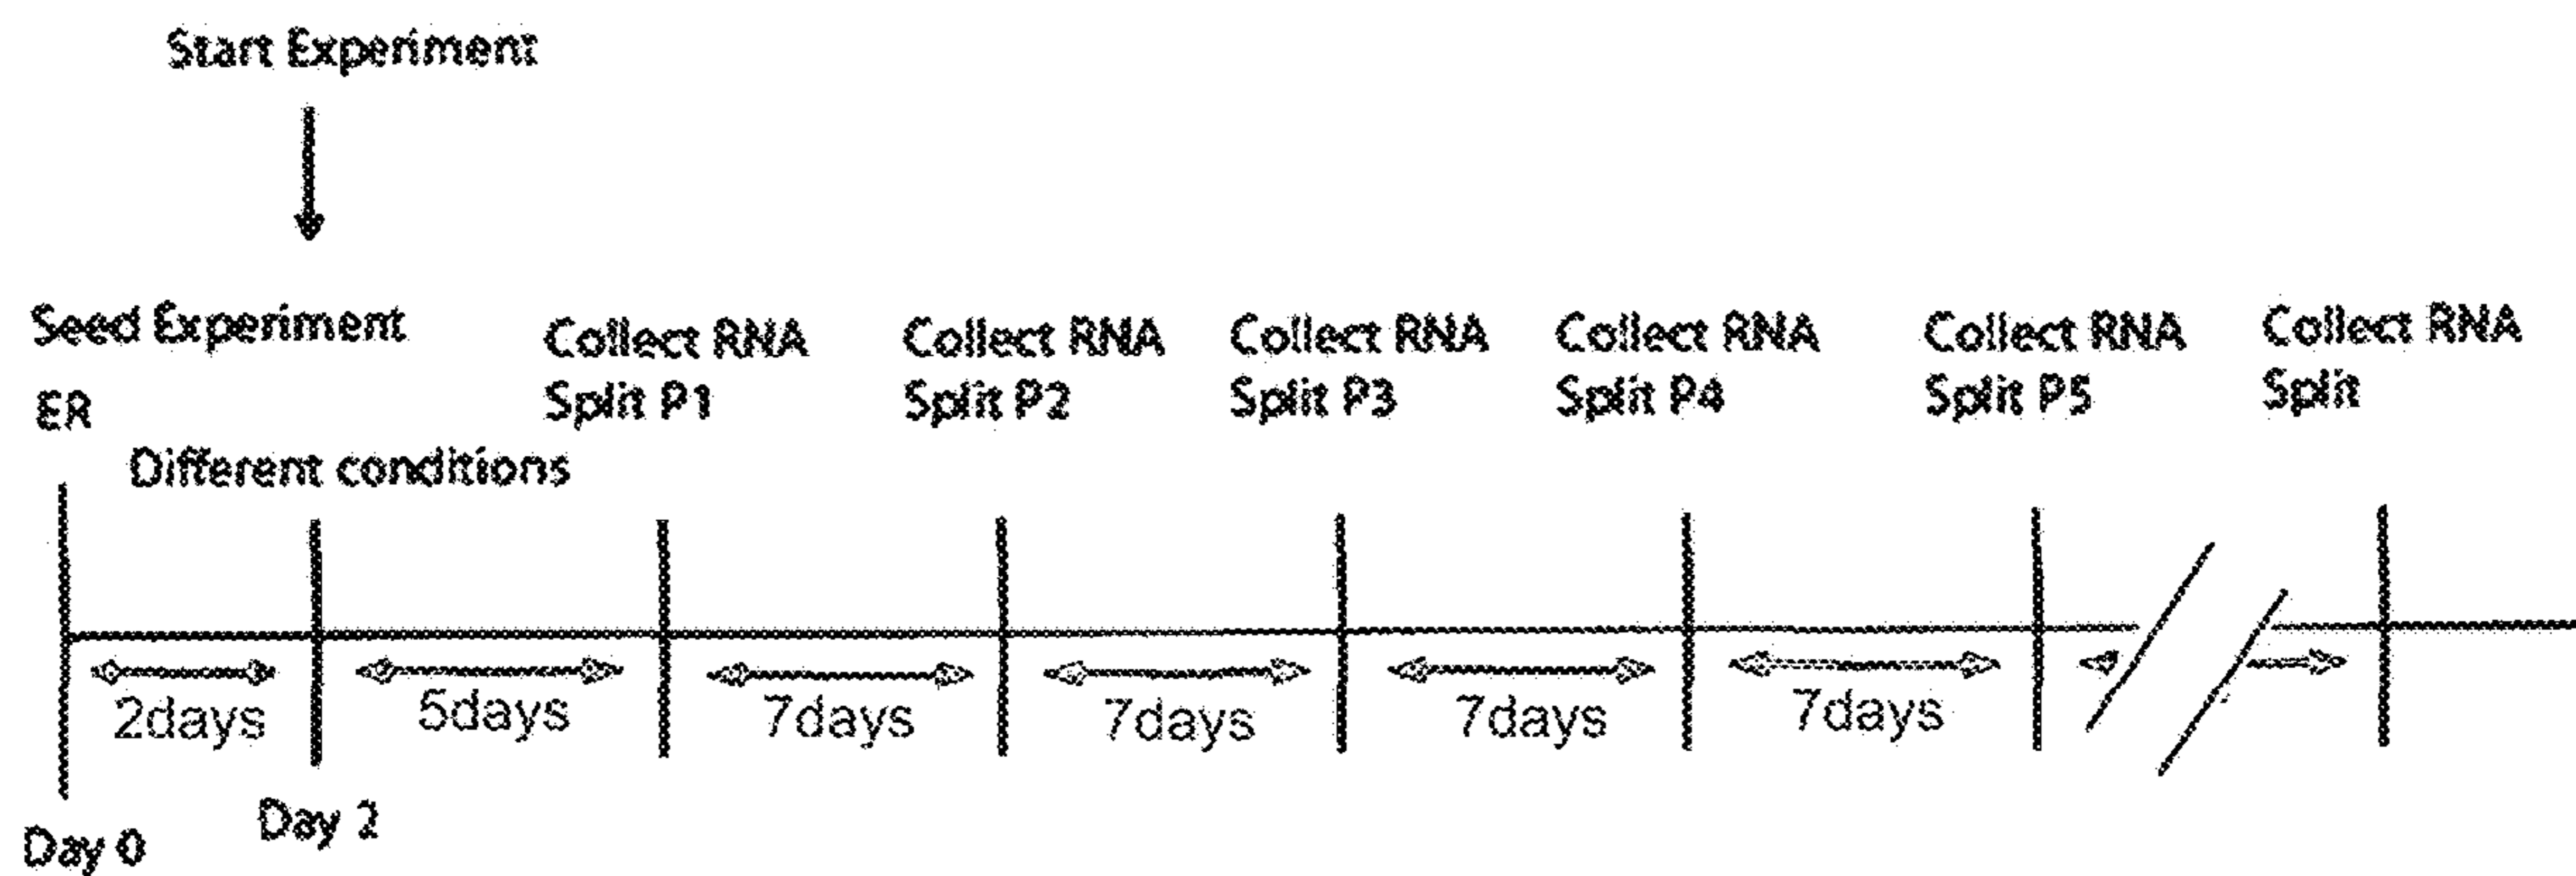 Start Experiment
Seed Experiment
ER
Different conditions
Collect RNA
Split P1
Collect RNA
Split P2
Collect RNA
Split P3
Collect RNA
Split P4
Collect RNA
Split P5
Collect RNA
Split
2days
5days
7days
7days
7days
7days
Day 0
Day 2